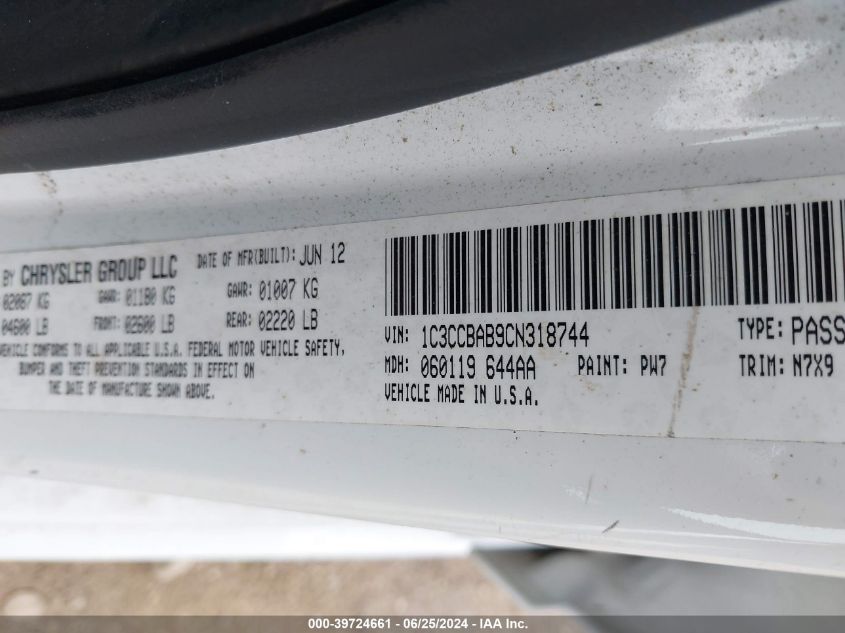 BY CHRYSLER GROUP LLC DATE OF MFR(BUILT): JUN 12
02087 KG GAWR: 01180 KG GAWR: 01007 KG
04600 LB FRONT: 02600 LB REAR: 02220 LB
VEHICLE CONFORMS TO ALL APPLICABLE U.S.A. FEDERAL MOTOR VEHICLE SAFETY,
BUMPER AND THEFT PREVENTION STANDARDS IN EFFECT ON
THE DATE OF MANUFACTURE SHOWN ABOVE.
VIN: 1C3CCBAB9CN318744 TYPE: PASS
MDH: 060119 644AA PAINT: PW7 TRIM: N7X9
VEHICLE MADE IN U.S.A.
000-39724661 - 06/25/2024 - IAA Inc.